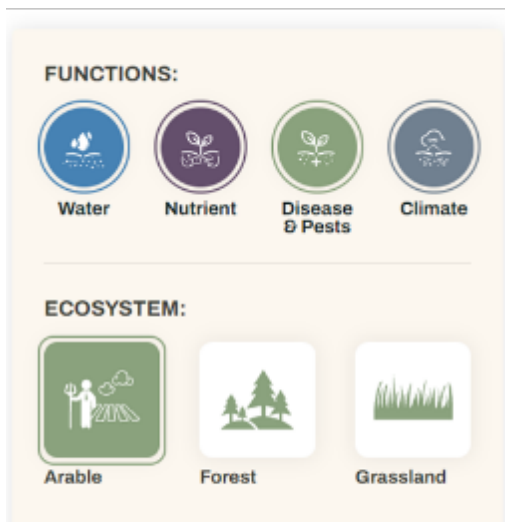 FUNCTIONS:
Water
Nutrient
Disease
& Pests
Climate
ECOSYSTEM:
Arable
Forest
Grassland